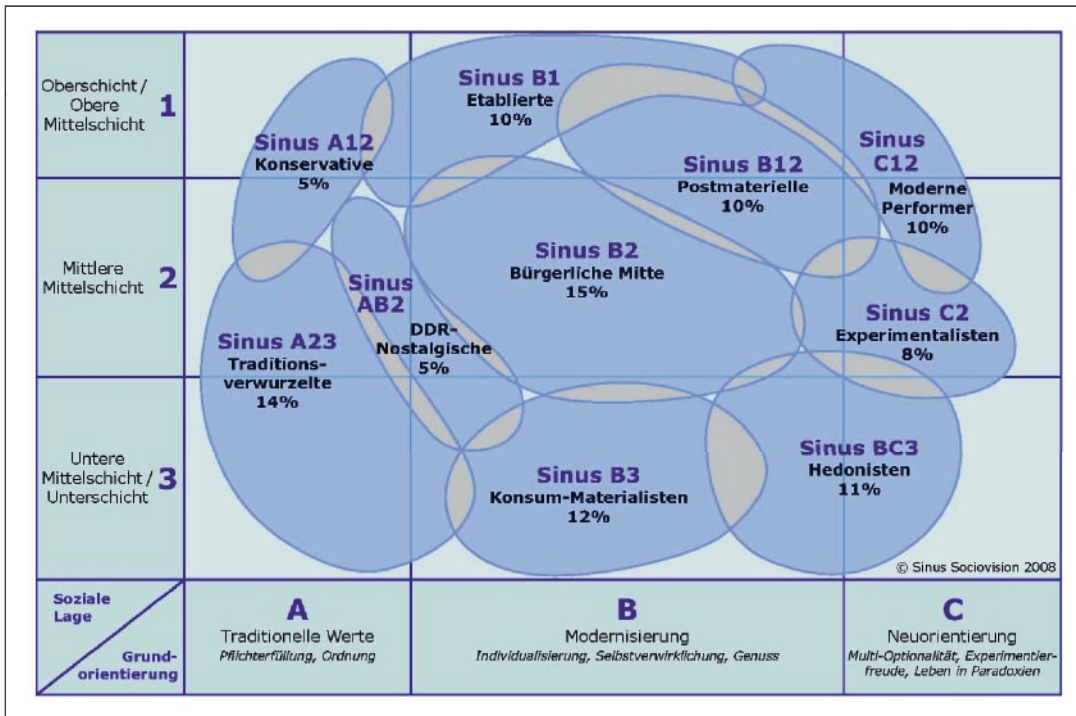 Oberschicht /
Obere
Mittelschicht
1
Mittlere
Mittelschicht
2
Untere
Mittelschicht /
Unterschicht
3
Sinus B1
Etablierte
10%
Sinus A12
Konservative
5%
Sinus B12
Postmaterielle
10%
Sinus
C12
Moderne
Performer
10%
Sinus B2
Bürgerliche Mitte
15%
Sinus
AB2
DDR-
Nostalgische
5%
Sinus A23
Traditions-
verwurzelte
14%
Sinus C2
Experimentalisten
8%
Sinus B3
Konsum-Materialisten
12%
Sinus BC3
Hedonisten
11%
© Sinus Sociovision 2008
Soziale
Lage
Grund-
orientierung
A
Traditionelle Werte
Pflichterfüllung, Ordnung
B
Modernisierung
Individualisierung, Selbstverwirklichung, Genuss
C
Neuorientierung
Multi-Optionalität, Experimentier-
freude, Leben in Paradoxien